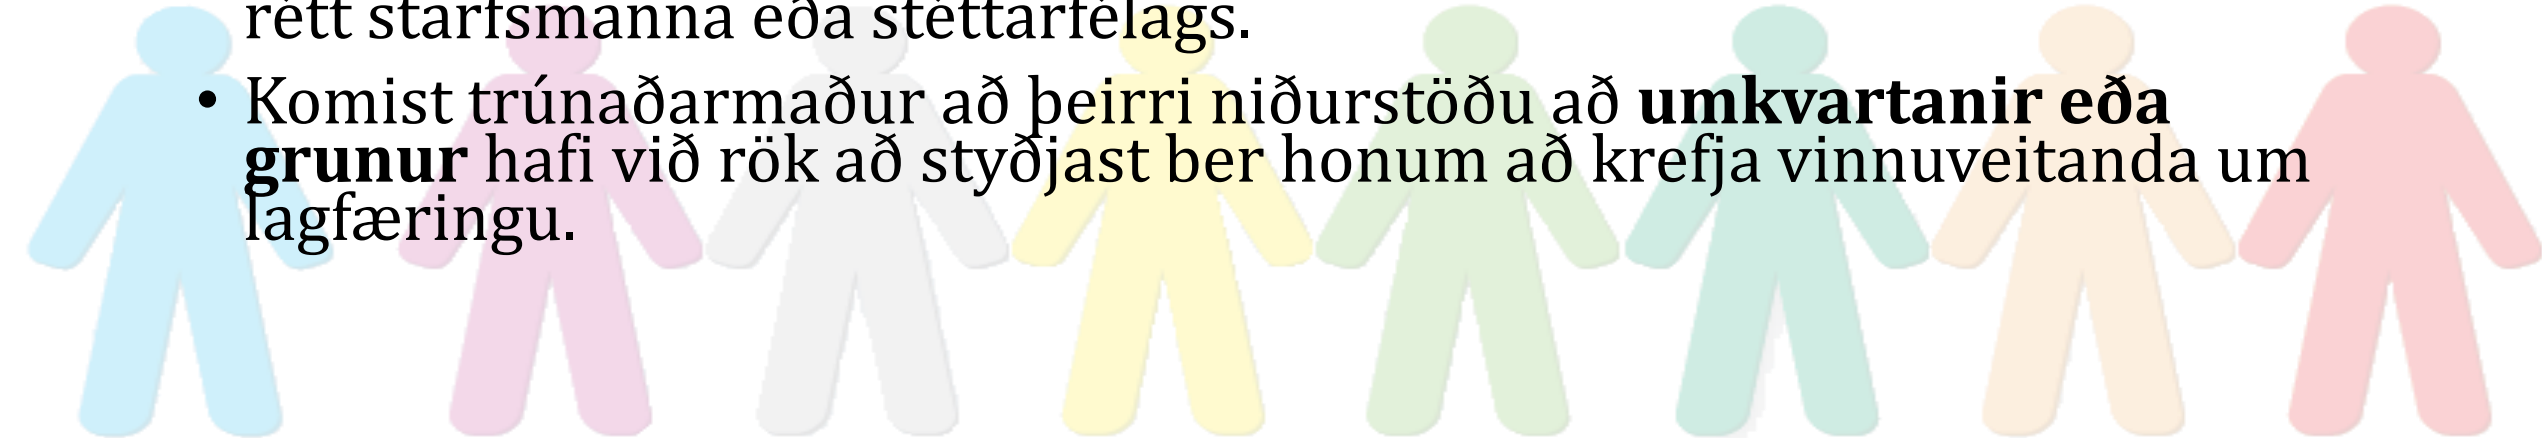 rétt starfsmanna eða stéttarfélags.
• Komist trúnaðarmaður að þeirri niðurstöðu að umkvartanir eða
grunur hafi við rök að styðjast ber honum að krefja vinnuveitanda um
lagfæringu.